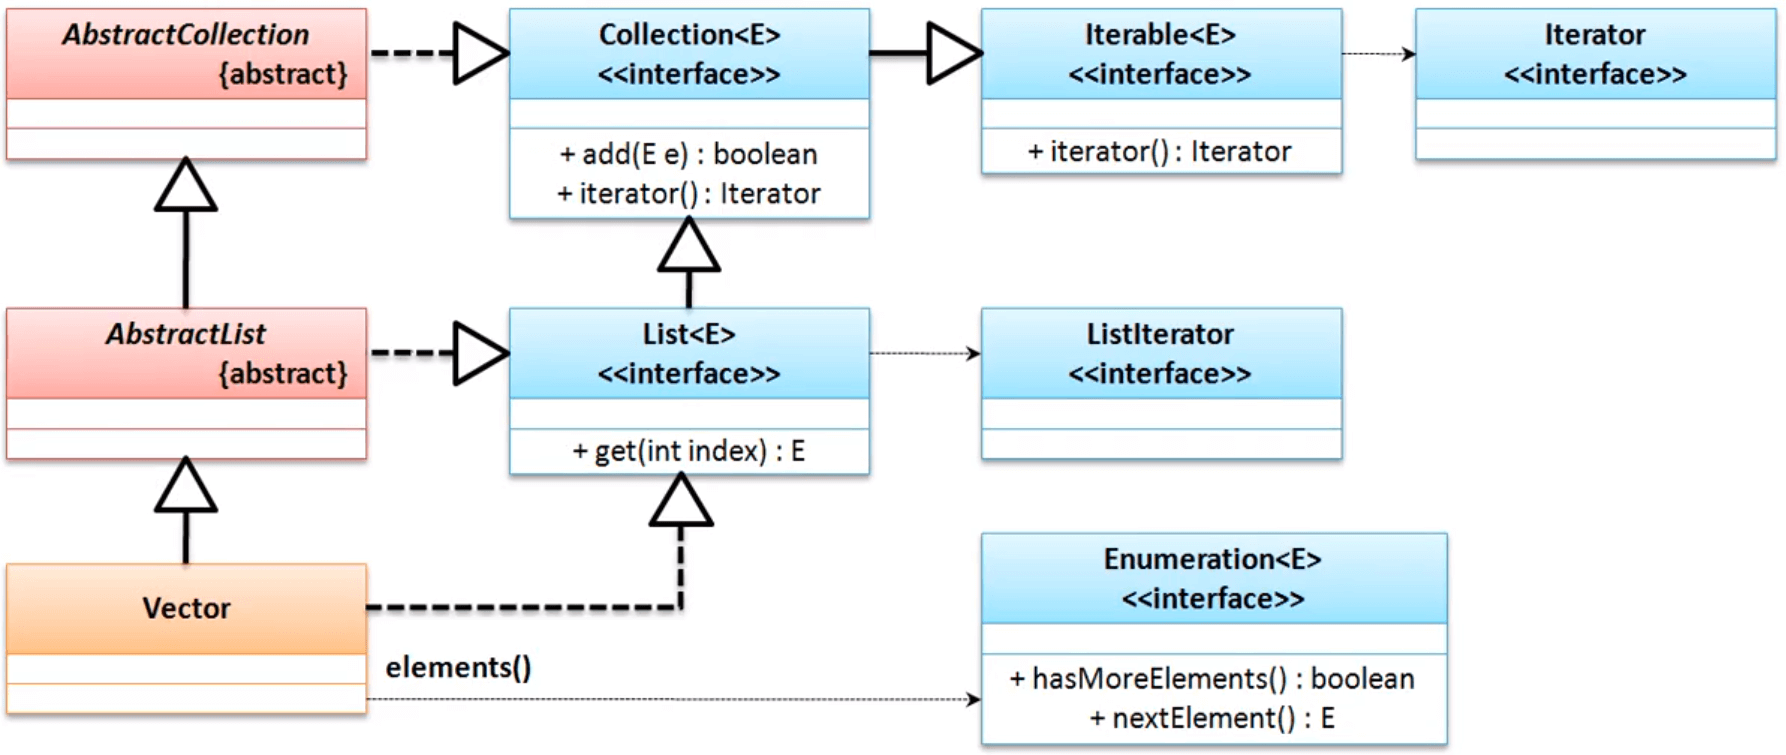 AbstractCollection
{abstract}
Collection<E>
<<interface>>
+ add(E e) : boolean
+ iterator() : Iterator
Iterable<E>
<<interface>>
+ iterator() : Iterator
Iterator
<<interface>>
AbstractList
{abstract}
List<E>
<<interface>>
+ get(int index) : E
ListIterator
<<interface>>
Vector
elements()
Enumeration<E>
<<interface>>
+ hasMoreElements() : boolean
+ nextElement() : E